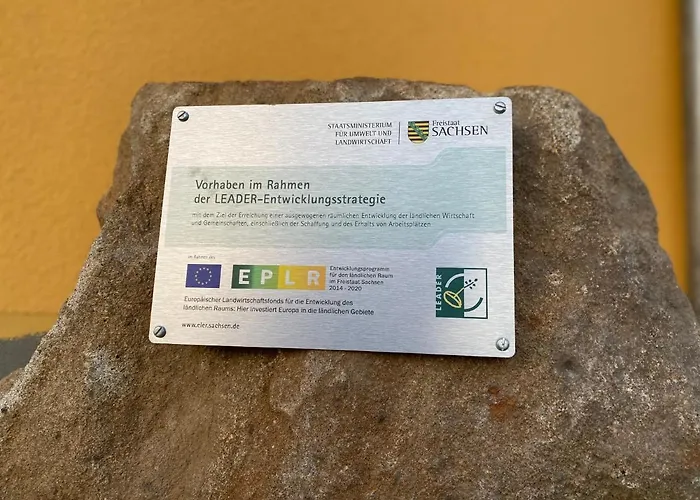 STAATSMINISTERIUM
FÜR UMWELT UND
LANDWIRTSCHAFT
Freistaat
SACHSEN
Vorhaben im Rahmen
der LEADER-Entwicklungsstrategie
mit dem Ziel der Erreichung einer ausgewogenen räumlichen Entwicklung der ländlichen Wirtschaft
und Gemeinschaften, einschließlich der Schaffung und des Erhalts von Arbeitsplätzen
im Rahmen des
EPLR
Entwicklungsprogramm
für den ländlichen Raum
im Freistaat Sachsen
2014 - 2020
LEADER
Europäischer Landwirtschaftsfonds für die Entwicklung des
ländlichen Raums: Hier investiert Europa in die ländlichen Gebiete
www.eler.sachsen.de